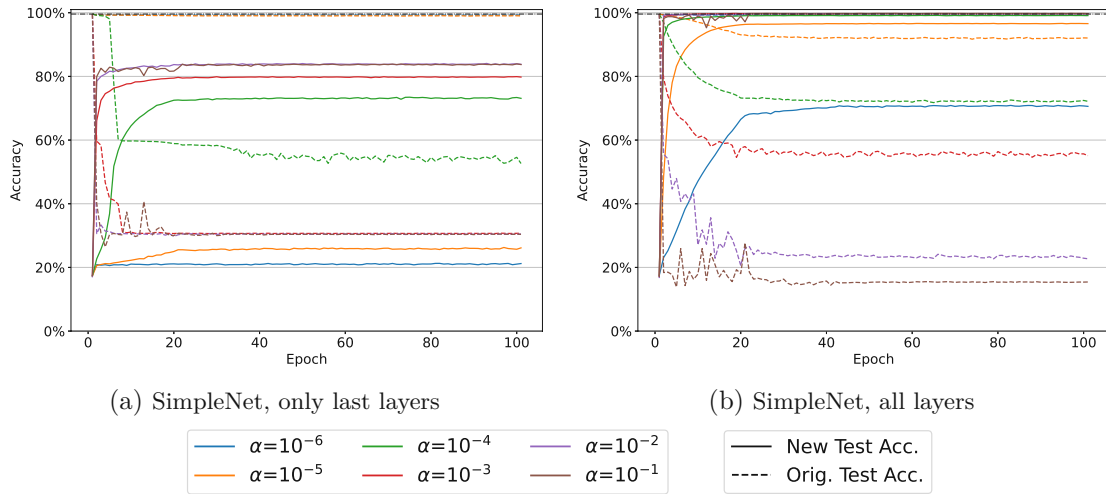 100%
80%
60%
40%
20%
0%
Accuracy
0 20 40 60 80 100
Epoch
(a) SimpleNet, only last layers
100%
80%
60%
40%
20%
0%
Accuracy
0 20 40 60 80 100
Epoch
(b) SimpleNet, all layers
α=10⁻⁶ α=10⁻⁴ α=10⁻² New Test Acc.
α=10⁻⁵ α=10⁻³ α=10⁻¹ Orig. Test Acc.